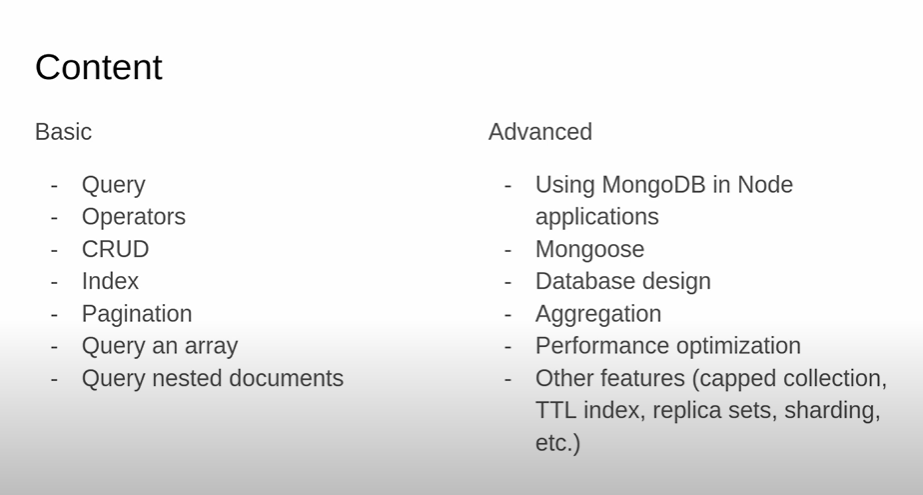 Content
Basic
- Query
- Operators
- CRUD
- Index
- Pagination
- Query an array
- Query nested documents
Advanced
- Using MongoDB in Node
applications
- Mongoose
- Database design
- Aggregation
- Performance optimization
- Other features (capped collection,
TTL index, replica sets, sharding,
etc.)